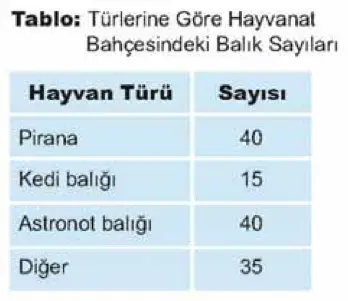 Tablo: Türlerine Göre Hayvanat
Bahçesindeki Balık Sayıları
Hayvan Türü Sayısı
Pirana 40
Kedi balığı 15
Astronot balığı 40
Diğer 35